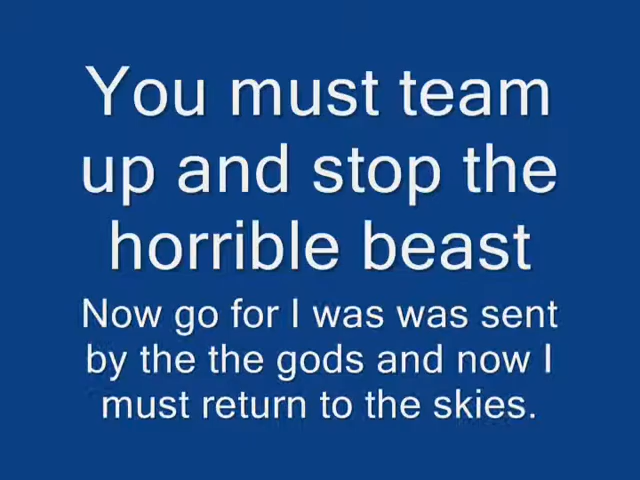 You must team
up and stop the
horrible beast
Now go for I was was sent
by the the gods and now I
must return to the skies.